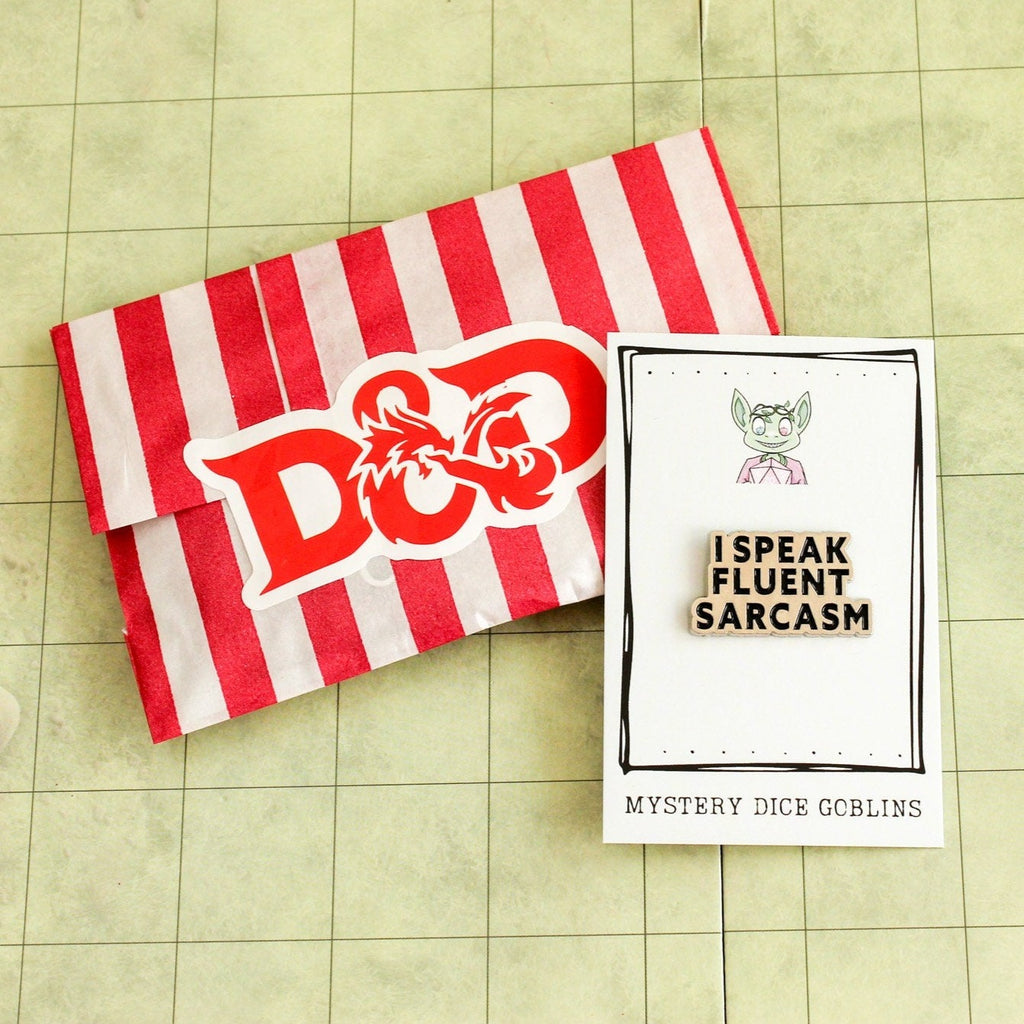 D&D
I SPEAK
FLUENT
SARCASM
MYSTERY DICE GOBLINS